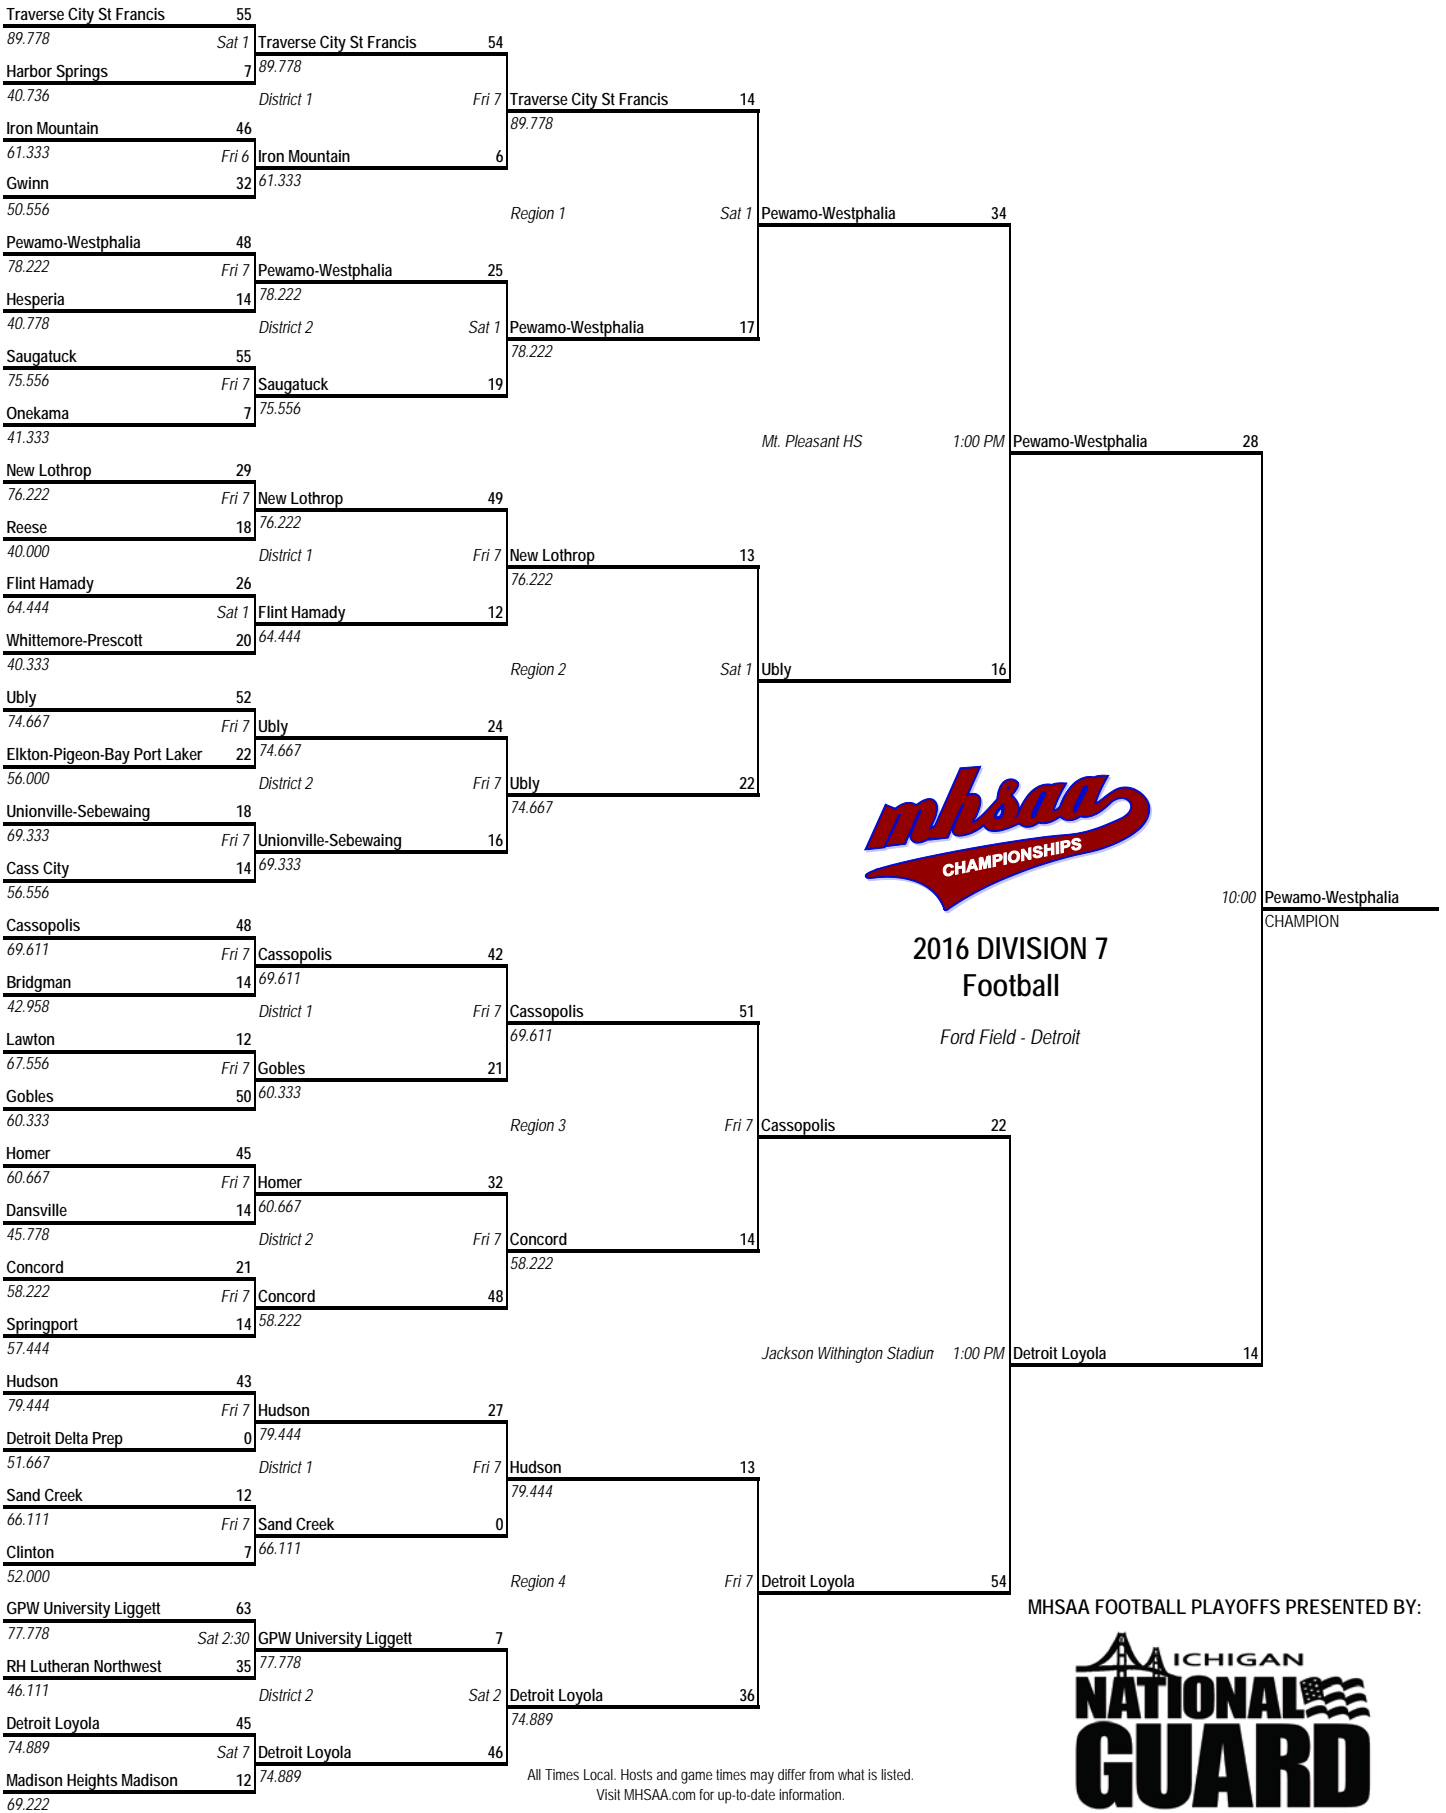 Traverse City St Francis 55
89.778 Sat 1 Traverse City St Francis 54
Harbor Springs 7 89.778
40.736 District 1 Fri 7 Traverse City St Francis 14
Iron Mountain 46 89.778
61.333 Fri 6 Iron Mountain 6
Gwinn 32 61.333
50.556 Region 1 Sat 1 Pewamo-Westphalia 34
Pewamo-Westphalia 48
78.222 Fri 7 Pewamo-Westphalia 25
Hesperia 14 78.222
40.778 District 2 Sat 1 Pewamo-Westphalia 17
Saugatuck 55 78.222
75.556 Fri 7 Saugatuck 19
Onekama 7 75.556
41.333 Mt. Pleasant HS 1:00 PM Pewamo-Westphalia 28
New Lothrop 29
76.222 Fri 7 New Lothrop 49
Reese 18 76.222
40.000 District 1 Fri 7 New Lothrop 13
Flint Hamady 26 76.222
64.444 Sat 1 Flint Hamady 12
Whittemore-Prescott 20 64.444
40.333 Region 2 Sat 1 Ubly 16
Ubly 52
74.667 Fri 7 Ubly 24
Elkton-Pigeon-Bay Port Laker 22 74.667
56.000 District 2 Fri 7 Ubly 22
Unionville-Sebewaing 18 74.667
69.333 Fri 7 Unionville-Sebewaing 16
Cass City 14 69.333
56.556
mhsaa
CHAMPIONSHIPS
10:00 Pewamo-Westphalia
CHAMPION
2016 DIVISION 7
Football
Ford Field - Detroit
Cassopolis 48
69.611 Fri 7 Cassopolis 42
Bridgman 14 69.611
42.958 District 1 Fri 7 Cassopolis 51
Lawton 12 69.611
67.556 Fri 7 Gobles 21
Gobles 50 60.333
60.333 Region 3 Fri 7 Cassopolis 22
Homer 45
60.667 Fri 7 Homer 32
Dansville 14 60.667
45.778 District 2 Fri 7 Concord 14
Concord 21 58.222
58.222 Fri 7 Concord 48
Springport 14 58.222
57.444 Jackson Withington Stadium 1:00 PM Detroit Loyola 14
Hudson 43
79.444 Fri 7 Hudson 27
Detroit Delta Prep 0 79.444
51.667 District 1 Fri 7 Hudson 13
Sand Creek 12 79.444
66.111 Fri 7 Sand Creek 0
Clinton 7 66.111
52.000 Region 4 Fri 7 Detroit Loyola 54
GPW University Liggett 63
77.778 Sat 2:30 GPW University Liggett 7
RH Lutheran Northwest 35 77.778
46.111 District 2 Sat 2 Detroit Loyola 36
Detroit Loyola 45 74.889
74.889 Sat 7 Detroit Loyola 46
Madison Heights Madison 12 74.889
69.222
MHSAA FOOTBALL PLAYOFFS PRESENTED BY:
MICHIGAN
NATIONAL
GUARD
All Times Local. Hosts and game times may differ from what is listed.
Visit MHSAA.com for up-to-date information.